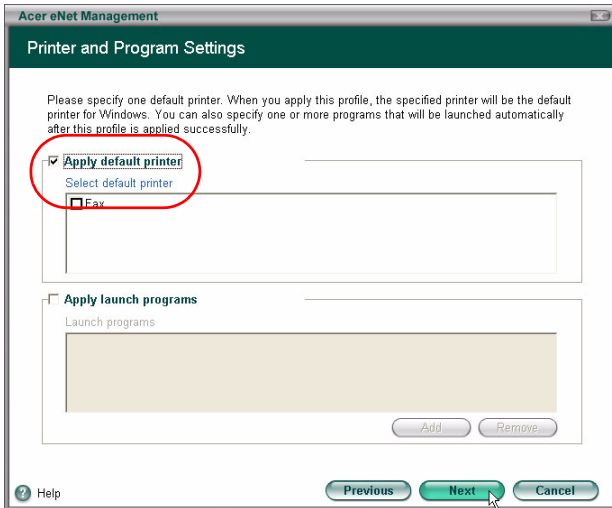 Acer eNet Management
Printer and Program Settings
Please specify one default printer. When you apply this profile, the specified printer will be the default
printer for Windows. You can also specify one or more programs that will be launched automatically
after this profile is applied successfully.
Apply default printer
Select default printer
Fax
Apply launch programs
Launch programs
Add Remove
Help Previous Next Cancel